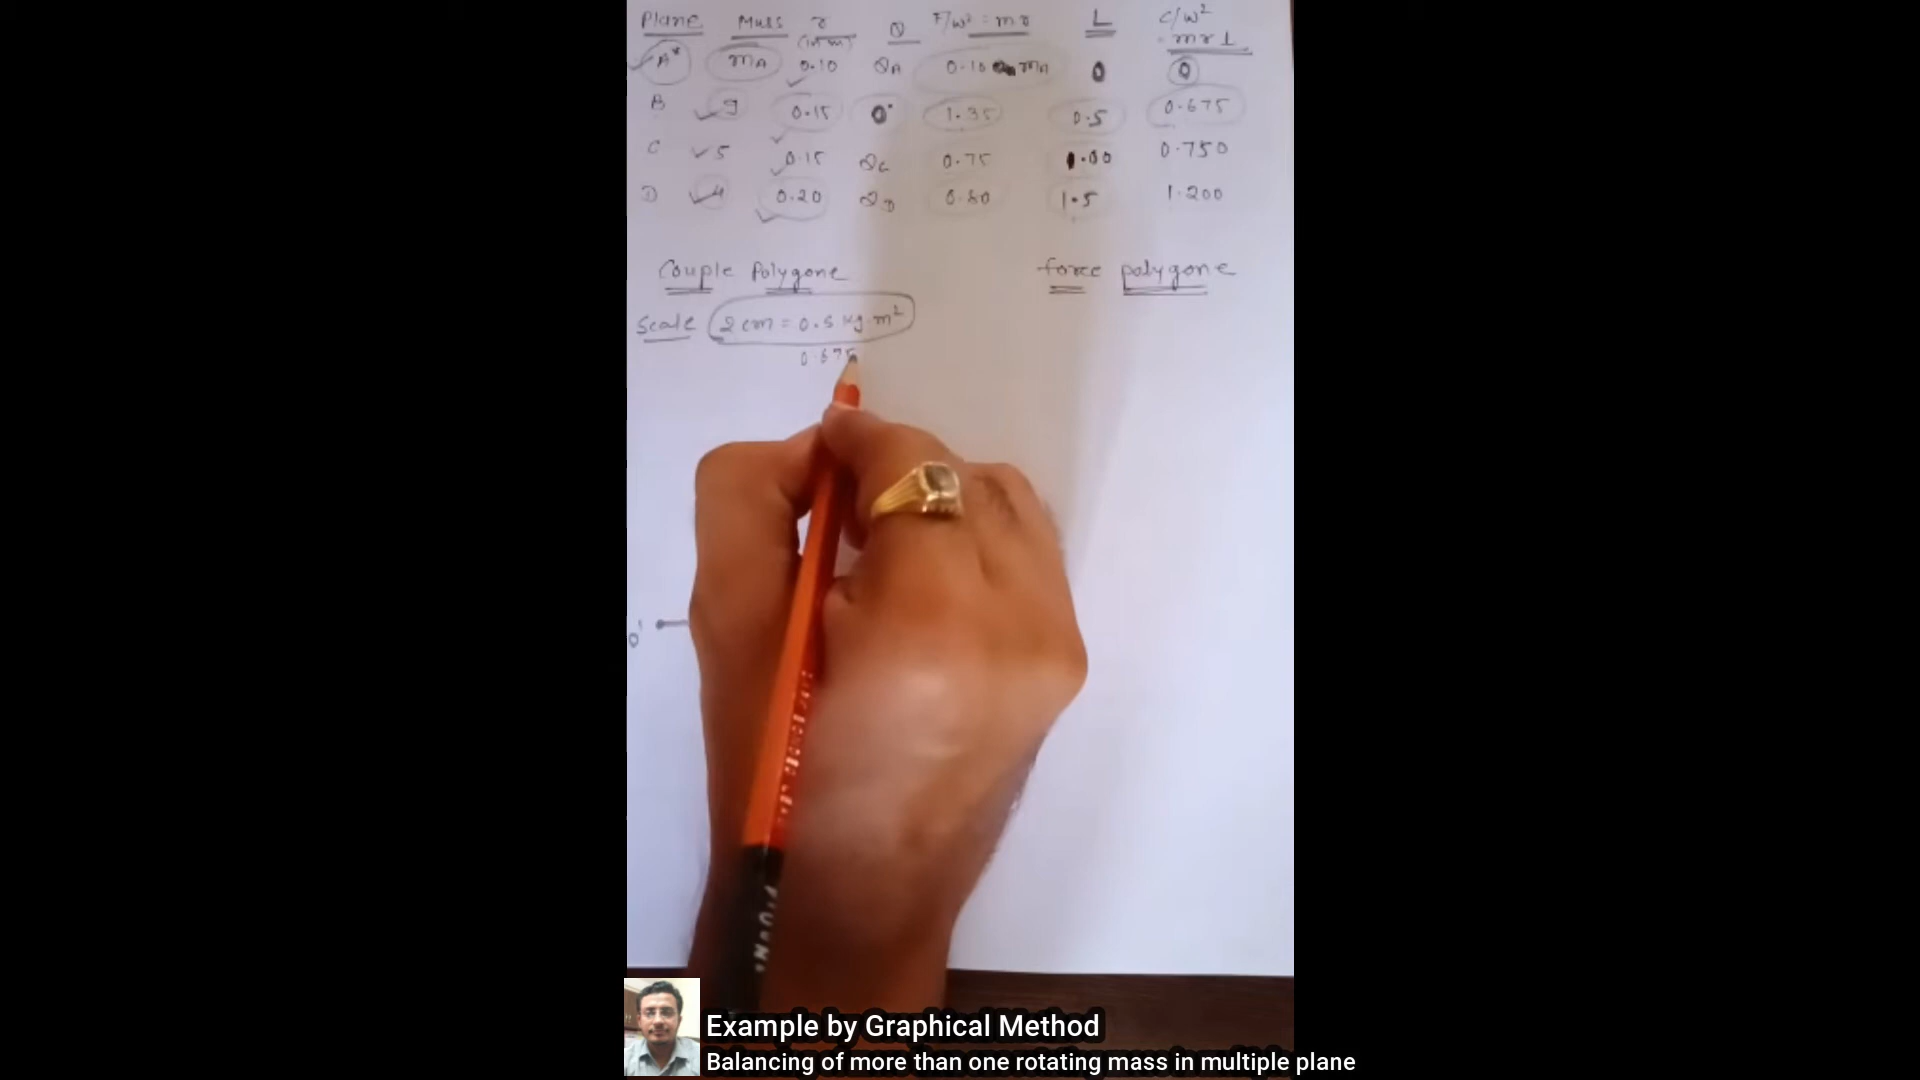 Plane Mass r θ F/ω² = mr L C/ω²
(in m) = mrL
A* mA 0.10 θA 0.10 mA 0 0
B 9 0.15 0° 1.35 0.5 0.675
C 5 0.15 θC 0.75 1.00 0.750
D 4 0.20 θD 0.80 1.5 1.200
Couple Polygone force polygone
Scale 2 cm = 0.5 kg.m²
0.675
O'
Example by Graphical Method
Balancing of more than one rotating mass in multiple plane